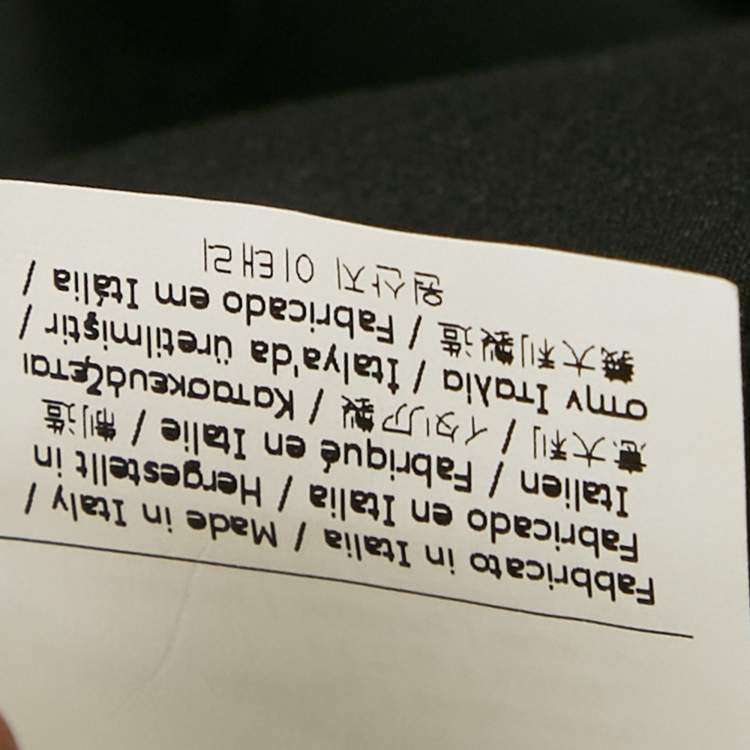 Fabbricato in Italia / Made in Italy /
Fabricado en Italia / Hergestellt in
Italien / Fabriqué en Italie / 制造
意大利 / イタリア製 / Κατασκευάζεται
στην Ιταλία / İtalya'da üretilmiştir /
義大利製造 / Fabricado em Itália /
원산지 이태리